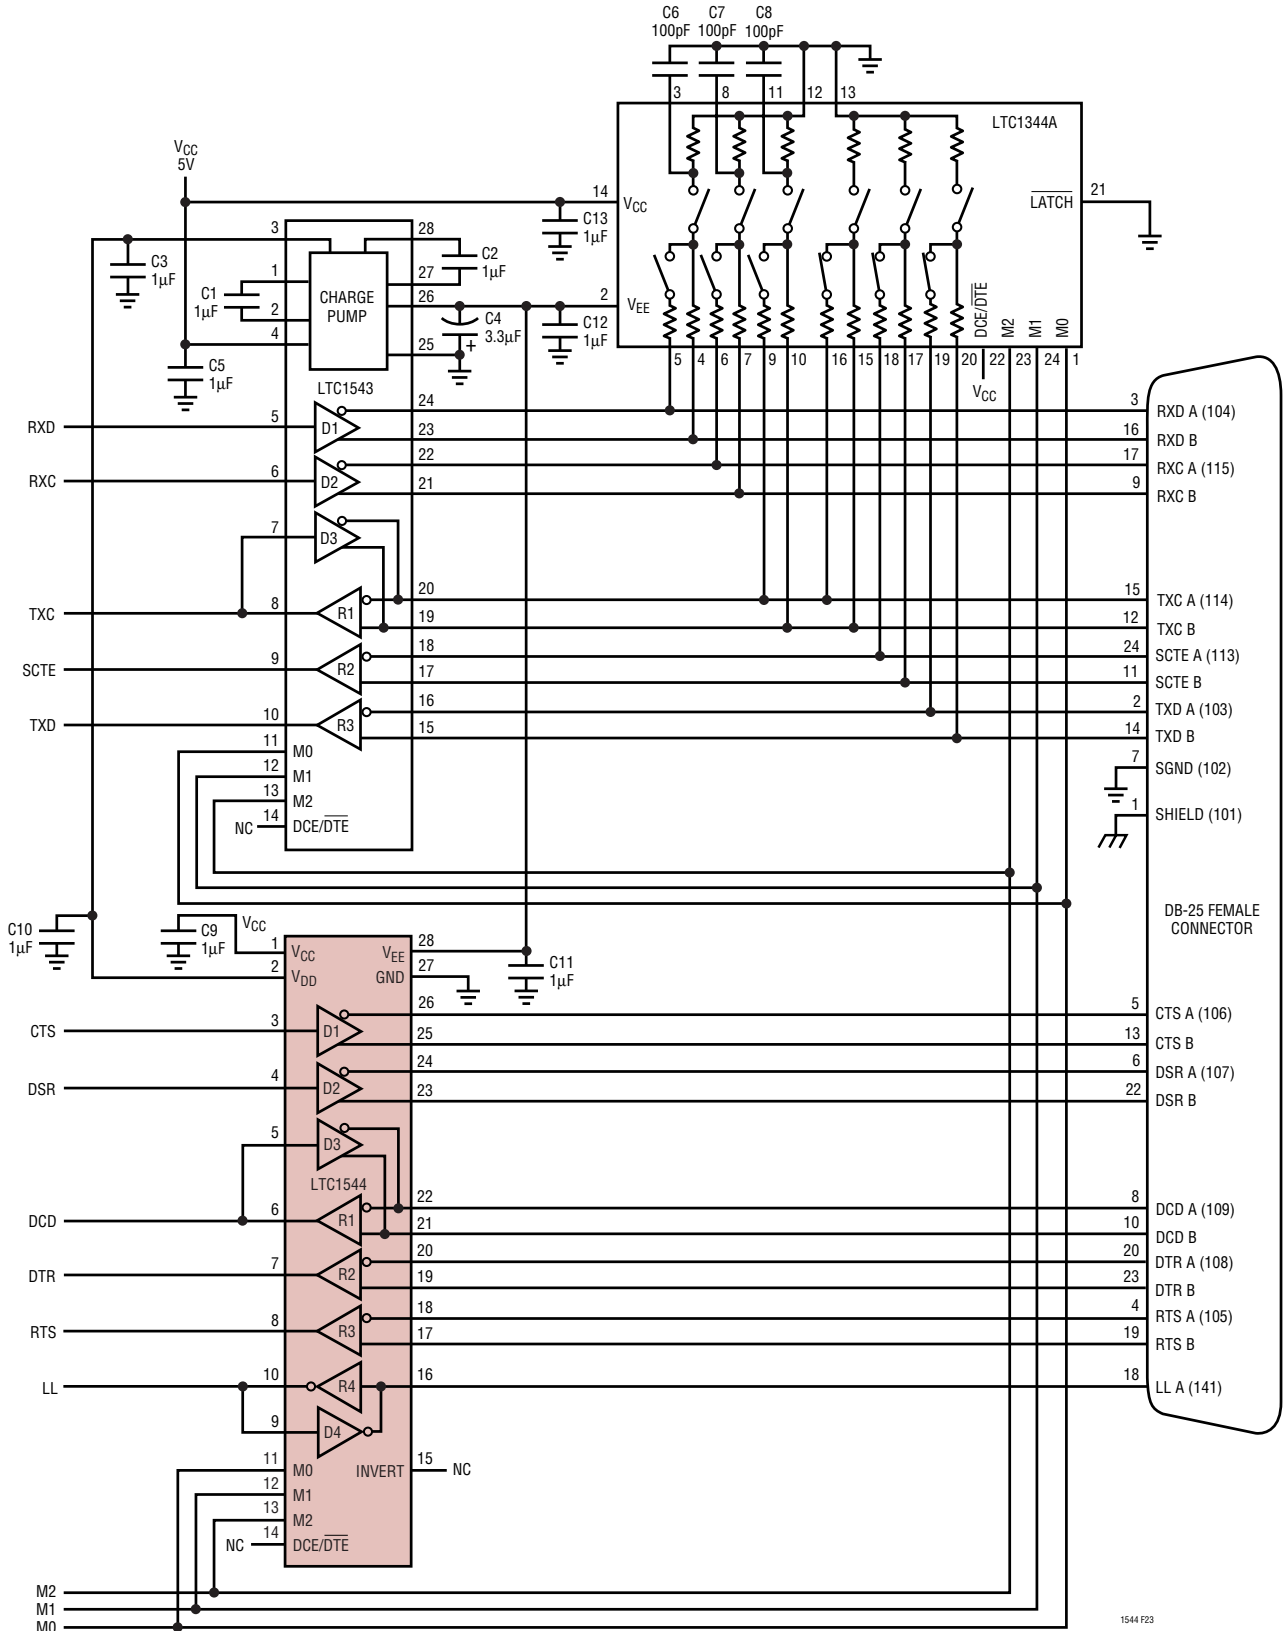 C6 C7 C8
100pF 100pF 100pF
3 8 11 12 13
LTC1344A
VCC
5V
14
VCC
LATCH
21
C13
1µF
3
28
C3
1µF
C2
1µF
1
27
C1
1µF
CHARGE
PUMP
26
2
VEE
2
4
C4
3.3µF
+
C12
1µF
25
DCE/DTE
M2
M1
M0
C5
1µF
LTC1543
5 4 6 7 9 10 16 15 18 17 19 20 22 23 24 1
VCC
RXD
5
D1
24
3
RXD A (104)
23
16
RXD B
RXC
6
D2
22
17
RXC A (115)
21
9
RXC B
7
D3
TXC
8
R1
20
15
TXC A (114)
19
12
TXC B
SCTE
9
R2
18
24
SCTE A (113)
17
11
SCTE B
TXD
10
R3
16
2
TXD A (103)
15
14
TXD B
11
M0
12
M1
13
M2
NC
14
DCE/DTE
7
SGND (102)
1
SHIELD (101)
DB-25 FEMALE
CONNECTOR
C10
1µF
C9
1µF
VCC
1
VCC
VEE
28
2
VDD
GND
27
C11
1µF
CTS
3
D1
26
5
CTS A (106)
25
13
CTS B
DSR
4
D2
24
6
DSR A (107)
23
22
DSR B
5
D3
LTC1544
DCD
6
R1
22
8
DCD A (109)
21
10
DCD B
DTR
7
R2
20
20
DTR A (108)
19
23
DTR B
RTS
8
R3
18
4
RTS A (105)
17
19
RTS B
LL
10
R4
16
18
LL A (141)
9
D4
11
M0
INVERT
15
NC
12
M1
13
M2
NC
14
DCE/DTE
M2
M1
M0
1544 F23